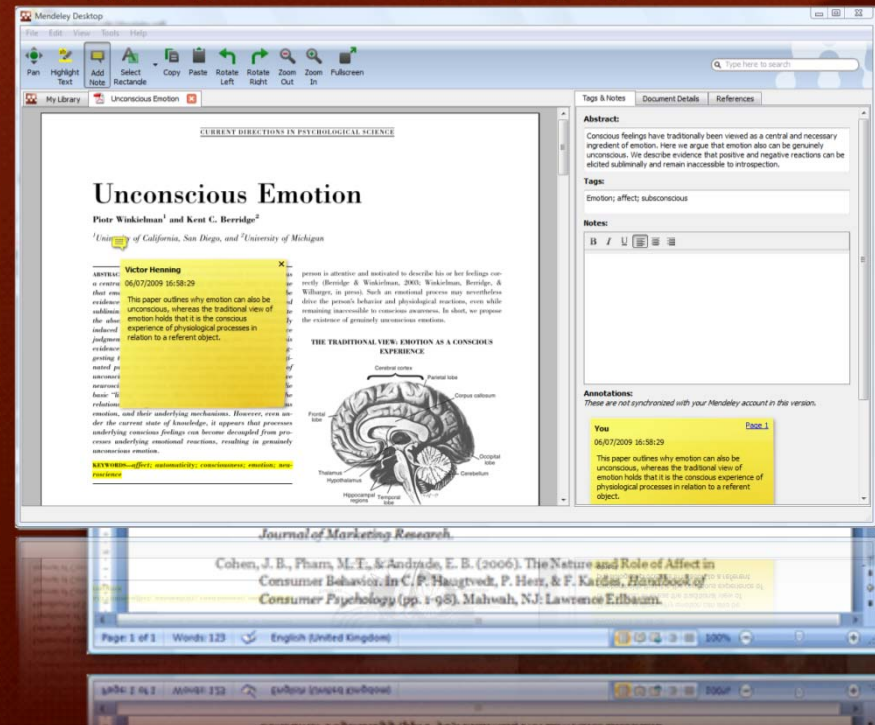 Mendeley Desktop
File Edit View Tools Help
Pan Highlight Text Add Note Select Rectangle Copy Paste Rotate Left Rotate Right Zoom Out Zoom In Fullscreen
Type here to search
My Library Unconscious Emotion
Tags & Notes Document Details References
CURRENT DIRECTIONS IN PSYCHOLOGICAL SCIENCE
Unconscious Emotion
Piotr Winkielman1 and Kent C. Berridge2
of California, San Diego, and 2University of Michigan
Victor Henning
06/07/2009 16:58:29
This paper outlines why emotion can also be
unconscious, whereas the traditional view of
emotion holds that it is the conscious
experience of physiological processes in
relation to a referent object.
emotion, and their underlying mechanisms. However, even un-
der the current state of knowledge, it appears that processes
underlying conscious feelings can become decoupled from pro-
cesses underlying emotional reactions, resulting in genuinely
unconscious emotion.
KEYWORDS—affect; automaticity; consciousness; emotion; neu-
roscience
person is attentive and motivated to describe his or her feelings cor-
rectly (Berridge & Winkielman, 2003; Winkielman, Berridge, &
Wilbarger, in press). Such an emotional process may nevertheless
drive the person's behavior and physiological reactions, even while
remaining inaccessible to conscious awareness. In short, we propose
the existence of genuinely unconscious emotions.
THE TRADITIONAL VIEW: EMOTION AS A CONSCIOUS
EXPERIENCE
Cerebral cortex
Parietal lobe
Corpus callosum
Frontal lobe
Occipital lobe
Thalamus
Cerebellum
Hypothalamus
Hippocampal regions
Temporal lobe
Abstract:
Conscious feelings have traditionally been viewed as a central and necessary
ingredient of emotion. Here we argue that emotion also can be genuinely
unconscious. We describe evidence that positive and negative reactions can be
elicited subliminally and remain inaccessible to introspection.
Tags:
Emotion; affect; subsconscious
Notes:
B I U
Annotations:
These are not synchronized with your Mendeley account in this version.
You Page 1
06/07/2009 16:58:29
This paper outlines why emotion can also be
unconscious, whereas the traditional view of
emotion holds that it is the conscious experience of
physiological processes in relation to a referent
object.
Journal of Marketing Research.
Cohen, J. B., Pham, M. T., & Andrade, E. B. (2006). The Nature and Role of Affect in
Consumer Behavior. In C. P. Haugtvedt, P. Herr, & F. Kardes, Handbook of
Consumer Psychology (pp. 1-98). Mahwah, NJ: Lawrence Erlbaum.
Page: 1 of 1 Words: 123 English (United Kingdom) 100%